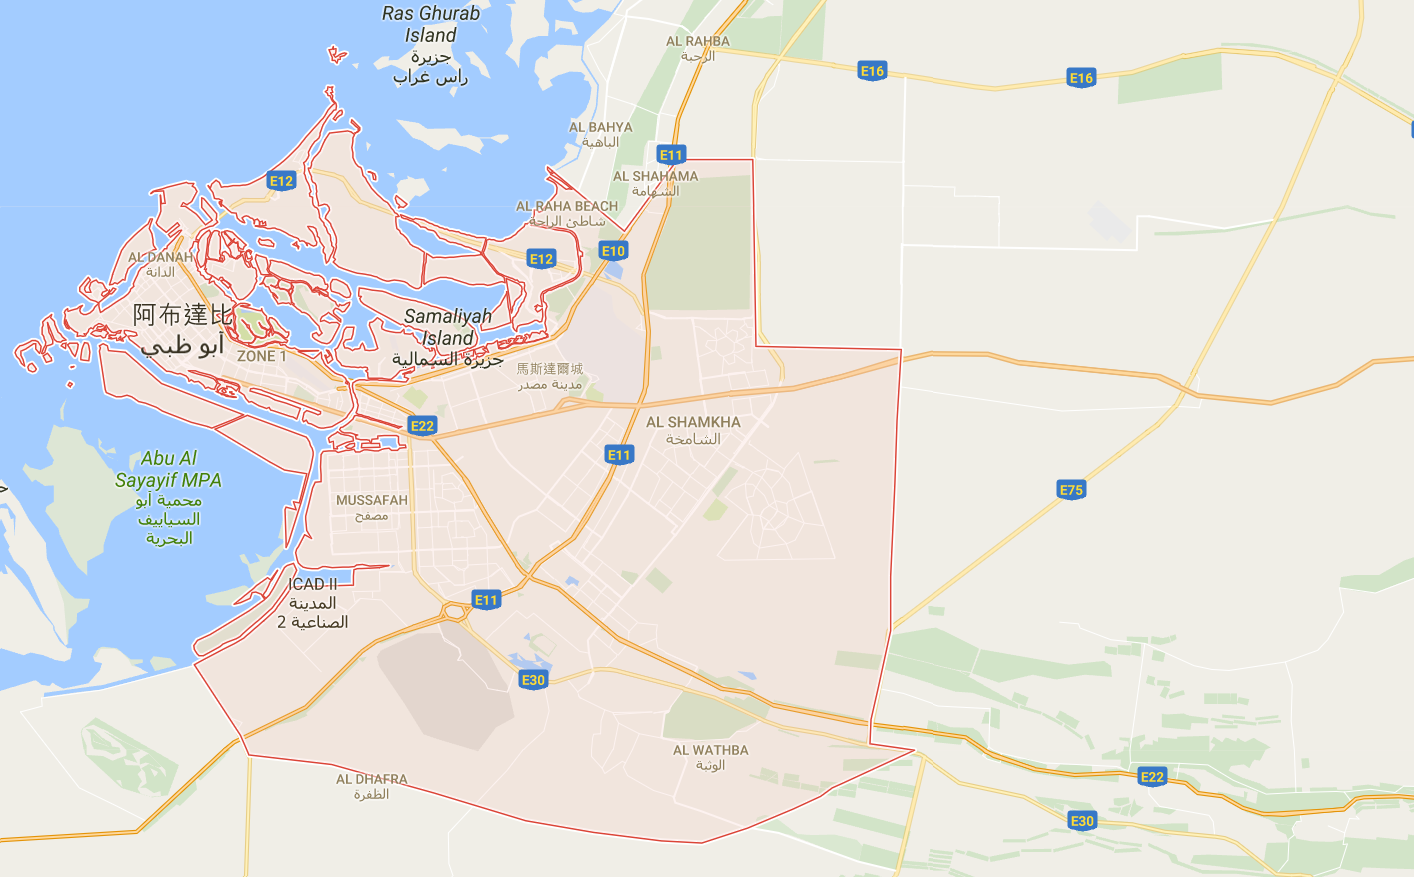 Ras Ghurab
Island
جزيرة
راس غراب
AL RAHBA
الرحبة
E16
E16
AL BAHYA
الباهية
E11
AL SHAHAMA
الشهامة
E12
AL RAHA BEACH
شاطئ الراحة
E10
E12
AL DANAH
الدانة
阿布達比
أبو ظبي
ZONE 1
Samaliyah
Island
جزيرة السمالية
馬斯達爾城
مدينة مصدر
E22
AL SHAMKHA
الشامخة
E11
Abu Al
Sayayif MPA
محمية أبو
السياييف
البحرية
E75
MUSSAFAH
مصفح
ICAD II
المدينة
الصناعية 2
E11
E30
AL WATHBA
الوثبة
AL DHAFRA
الظفرة
E22
E30